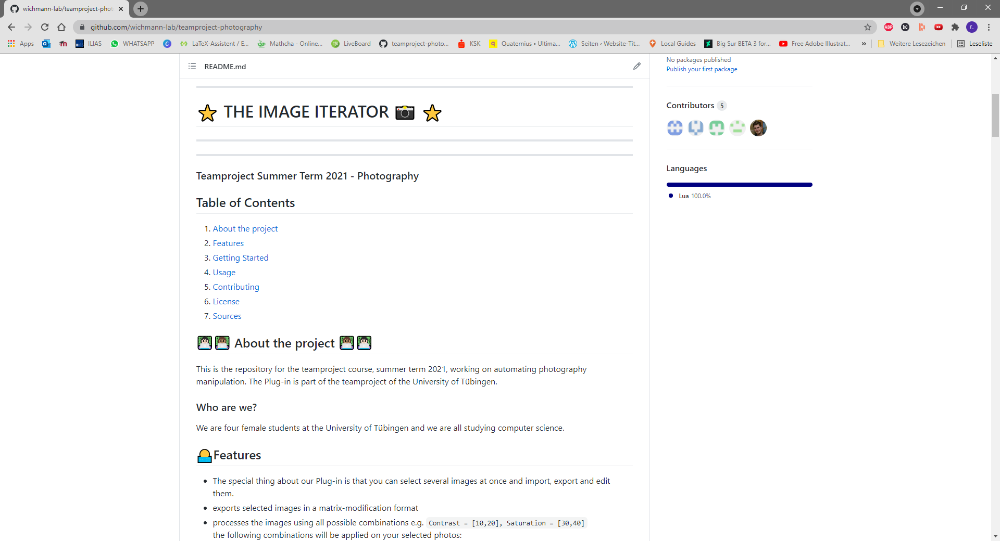 wichmann-lab/teamproject-phot
github.com/wichmann-lab/teamproject-photography
ABP
r.
Apps
ILIAS
WHATSAPP
LaTeX-Assistent / E...
Mathcha - Online...
LiveBoard
teamproject-photo...
KSK
Quaternius • Ultima...
Seiten ‹ Website-Tit...
Local Guides
Big Sur BETA 3 for...
Free Adobe Illustrat...
»
Weitere Lesezeichen
Leseliste
README.md
THE IMAGE ITERATOR
Teamproject Summer Term 2021 - Photography
Table of Contents
1. About the project
2. Features
3. Getting Started
4. Usage
5. Contributing
6. License
7. Sources
About the project
This is the repository for the teamproject course, summer term 2021, working on automating photography
manipulation. The Plug-in is part of the teamproject of the University of Tübingen.
Who are we?
We are four female students at the University of Tübingen and we are all studying computer science.
Features
• The special thing about our Plug-in is that you can select several images at once and import, export and edit
them.
• exports selected images in a matrix-modification format
• processes the images using all possible combinations e.g. Contrast = [10,20], Saturation = [30,40]
the following combinations will be applied on your selected photos:
No packages published
Publish your first package
Contributors 5
Languages
Lua 100.0%